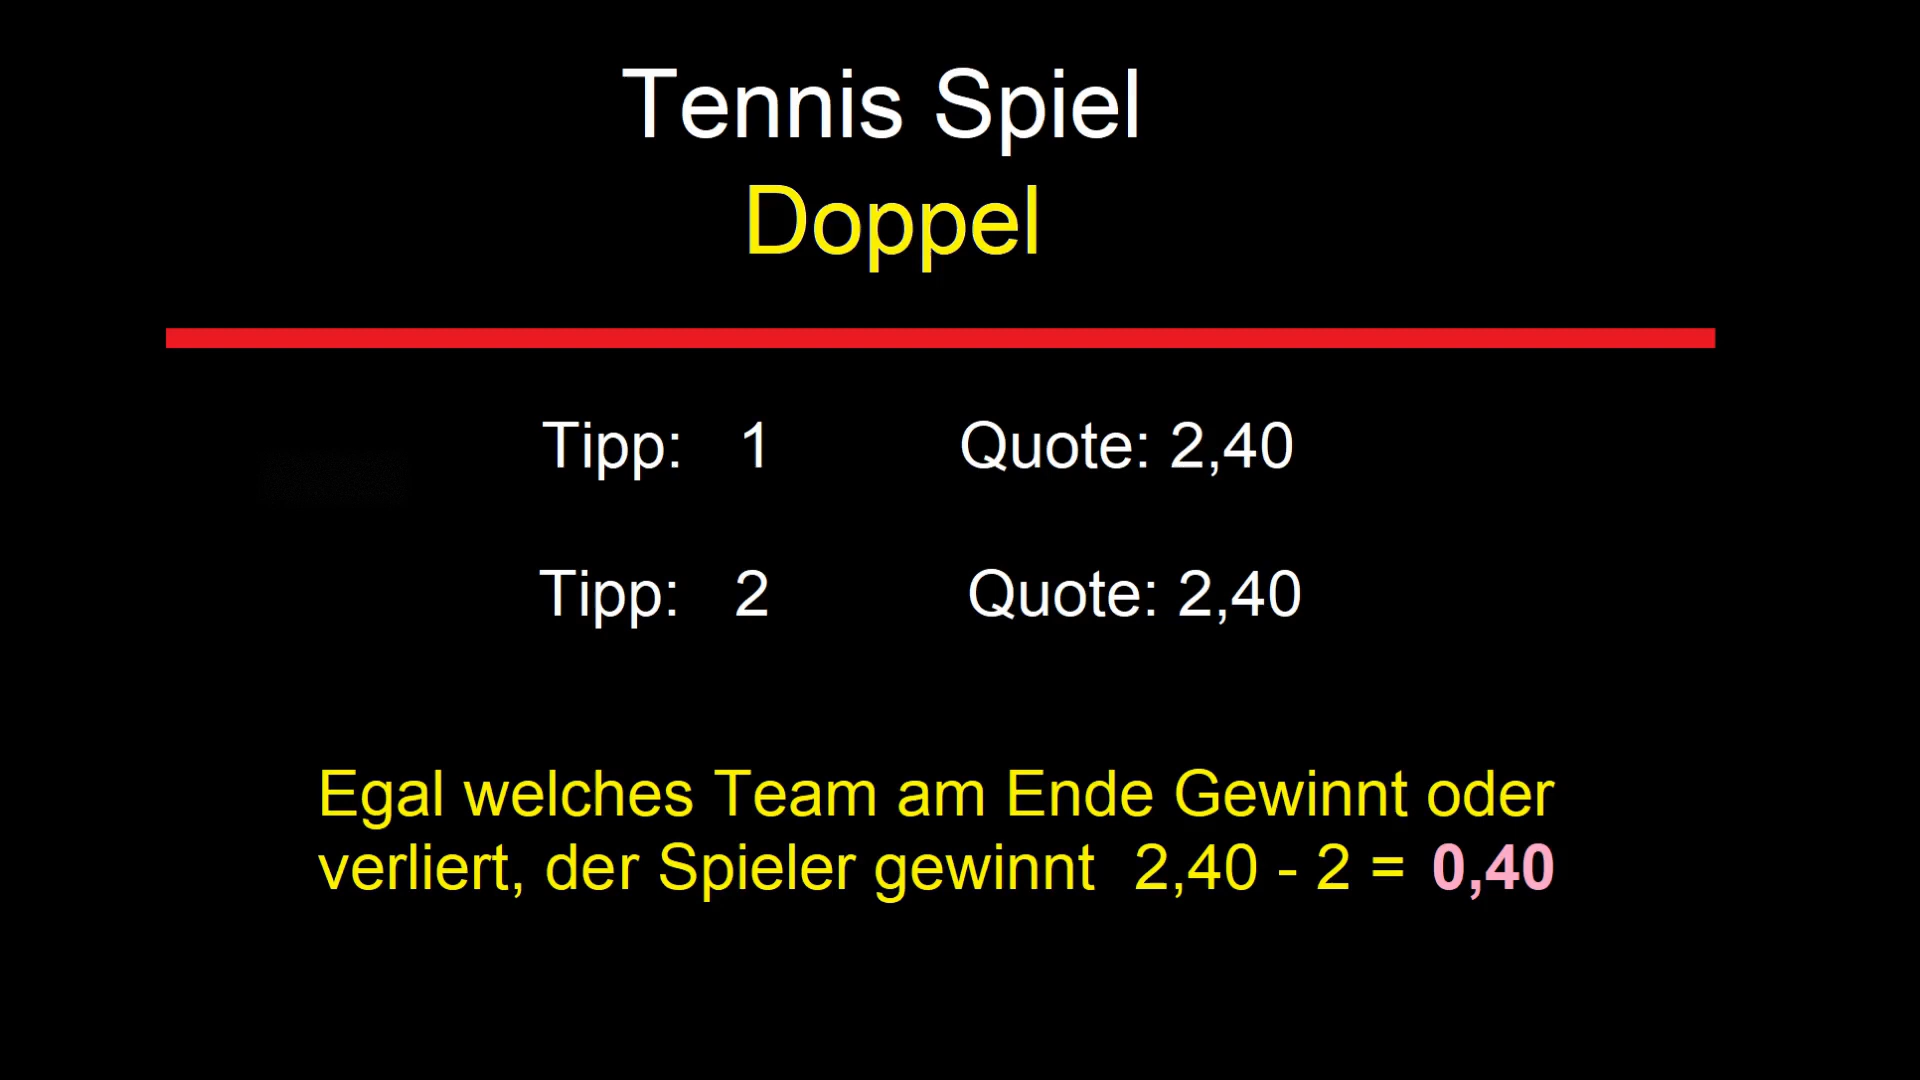 Tennis Spiel
Doppel
Tipp: 1 Quote: 2,40
Tipp: 2 Quote: 2,40
Egal welches Team am Ende Gewinnt oder
verliert, der Spieler gewinnt 2,40 - 2 = 0,40